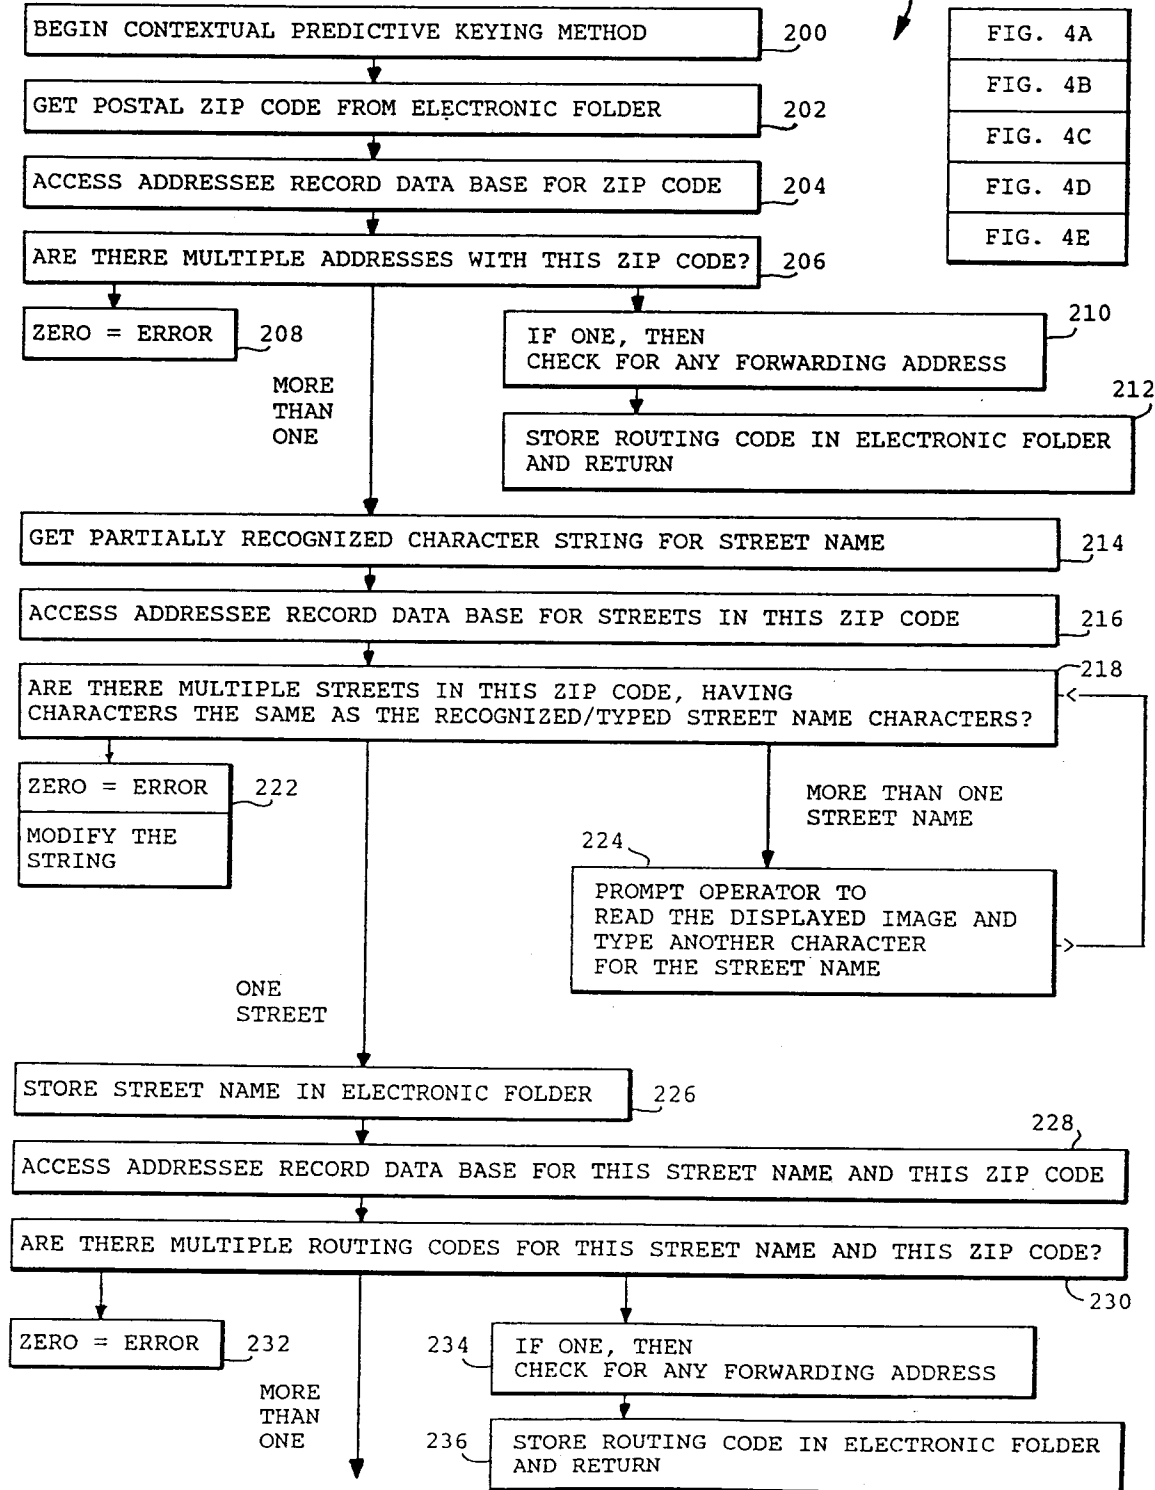 BEGIN CONTEXTUAL PREDICTIVE KEYING METHOD
200
FIG. 4A
FIG. 4B
FIG. 4C
FIG. 4D
FIG. 4E
GET POSTAL ZIP CODE FROM ELECTRONIC FOLDER
202
ACCESS ADDRESSEE RECORD DATA BASE FOR ZIP CODE
204
ARE THERE MULTIPLE ADDRESSES WITH THIS ZIP CODE?
206
ZERO = ERROR
208
MORE
THAN
ONE
IF ONE, THEN
CHECK FOR ANY FORWARDING ADDRESS
210
STORE ROUTING CODE IN ELECTRONIC FOLDER
AND RETURN
212
GET PARTIALLY RECOGNIZED CHARACTER STRING FOR STREET NAME
214
ACCESS ADDRESSEE RECORD DATA BASE FOR STREETS IN THIS ZIP CODE
216
ARE THERE MULTIPLE STREETS IN THIS ZIP CODE, HAVING
CHARACTERS THE SAME AS THE RECOGNIZED/TYPED STREET NAME CHARACTERS?
218
ZERO = ERROR
MODIFY THE
STRING
222
MORE THAN ONE
STREET NAME
224
PROMPT OPERATOR TO
READ THE DISPLAYED IMAGE AND
TYPE ANOTHER CHARACTER
FOR THE STREET NAME
ONE
STREET
STORE STREET NAME IN ELECTRONIC FOLDER
226
228
ACCESS ADDRESSEE RECORD DATA BASE FOR THIS STREET NAME AND THIS ZIP CODE
ARE THERE MULTIPLE ROUTING CODES FOR THIS STREET NAME AND THIS ZIP CODE?
230
ZERO = ERROR
232
MORE
THAN
ONE
234
IF ONE, THEN
CHECK FOR ANY FORWARDING ADDRESS
236
STORE ROUTING CODE IN ELECTRONIC FOLDER
AND RETURN